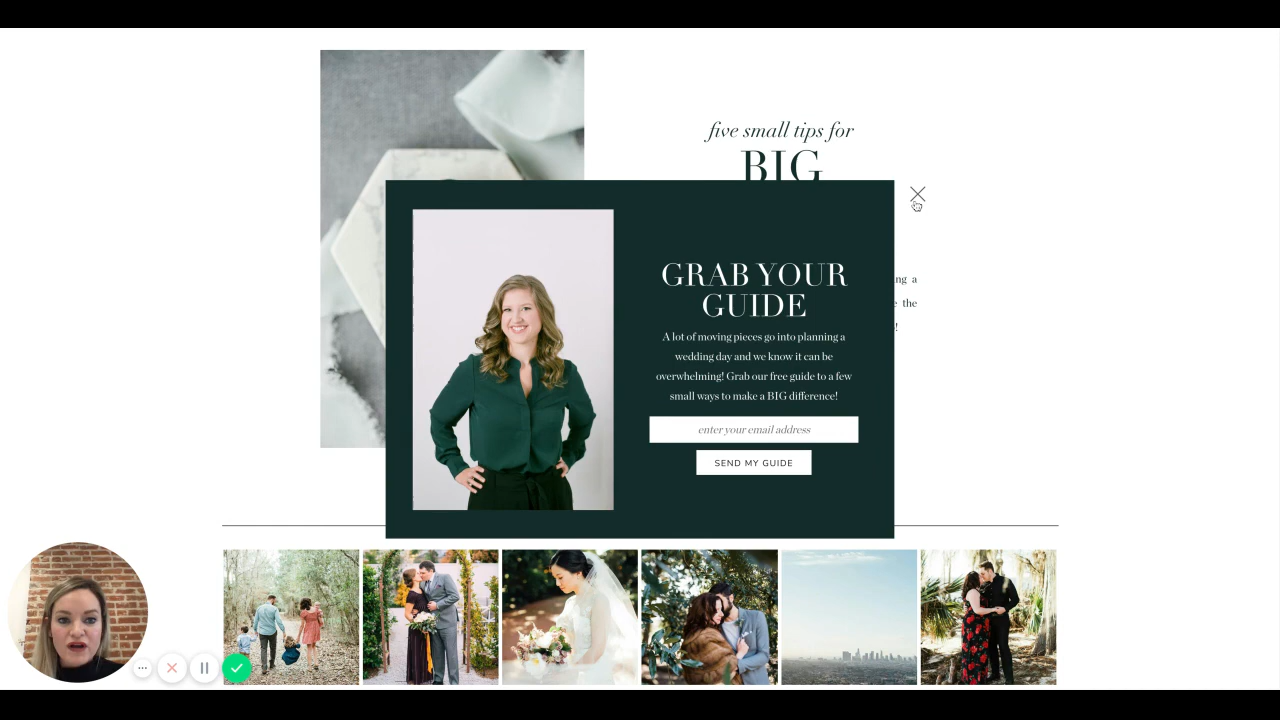 five small tips for
BIG
ng a
the
!
GRAB YOUR
GUIDE
A lot of moving pieces go into planning a
wedding day and we know it can be
overwhelming! Grab our free guide to a few
small ways to make a BIG difference!
enter your email address
SEND MY GUIDE